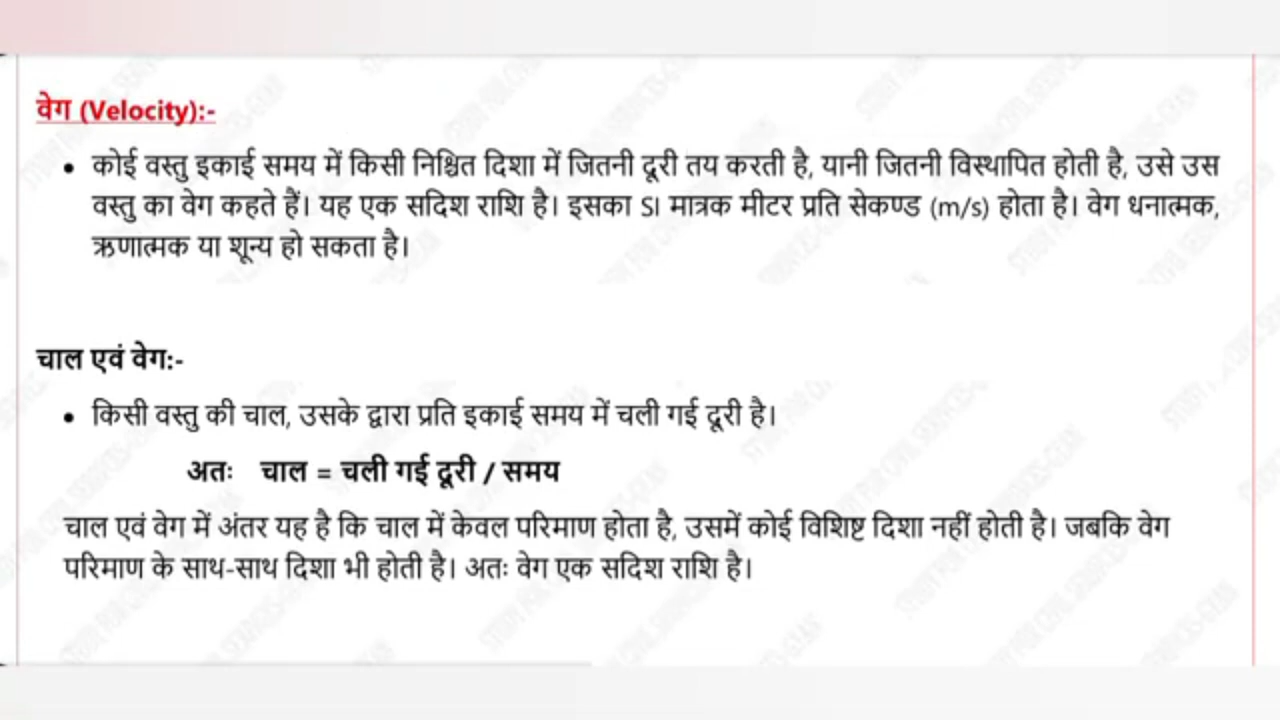 वेग (Velocity):-
• कोई वस्तु इकाई समय में किसी निश्चित दिशा में जितनी दूरी तय करती है, यानी जितनी विस्थापित होती है, उसे उस
वस्तु का वेग कहते हैं। यह एक सदिश राशि है। इसका SI मात्रक मीटर प्रति सेकण्ड (m/s) होता है। वेग धनात्मक,
ऋणात्मक या शून्य हो सकता है।
चाल एवं वेग:-
• किसी वस्तु की चाल, उसके द्वारा प्रति इकाई समय में चली गई दूरी है।
अतः चाल = चली गई दूरी / समय
चाल एवं वेग में अंतर यह है कि चाल में केवल परिमाण होता है, उसमें कोई विशिष्ट दिशा नहीं होती है। जबकि वेग
परिमाण के साथ-साथ दिशा भी होती है। अतः वेग एक सदिश राशि है।